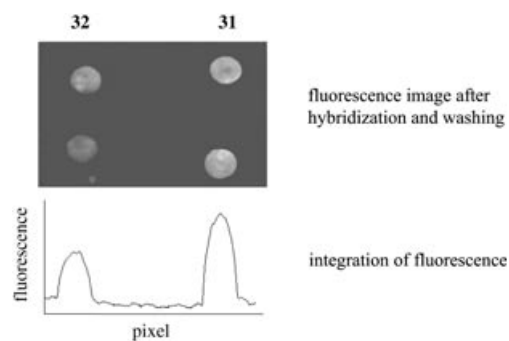 32 31
fluorescence image after
hybridization and washing
fluorescence
integration of fluorescence
pixel